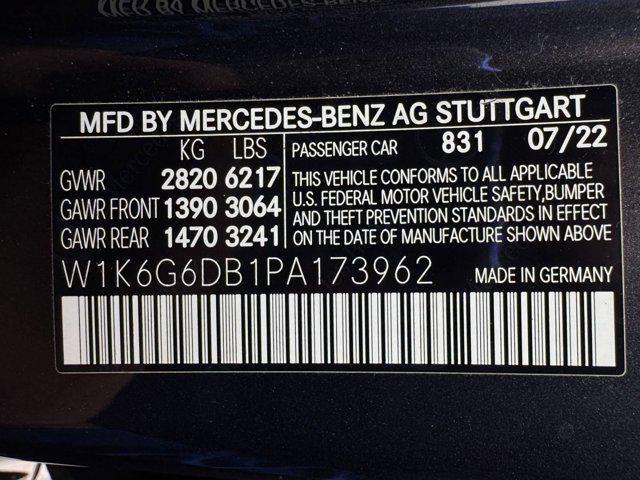 MFD BY MERCEDES-BENZ AG STUTTGART
KG LBS PASSENGER CAR 831 07/22
GVWR 2820 6217
GAWR FRONT 1390 3064
GAWR REAR 1470 3241
THIS VEHICLE CONFORMS TO ALL APPLICABLE
U.S. FEDERAL MOTOR VEHICLE SAFETY,BUMPER
AND THEFT PREVENTION STANDARDS IN EFFECT
ON THE DATE OF MANUFACTURE SHOWN ABOVE
W1K6G6DB1PA173962 MADE IN GERMANY